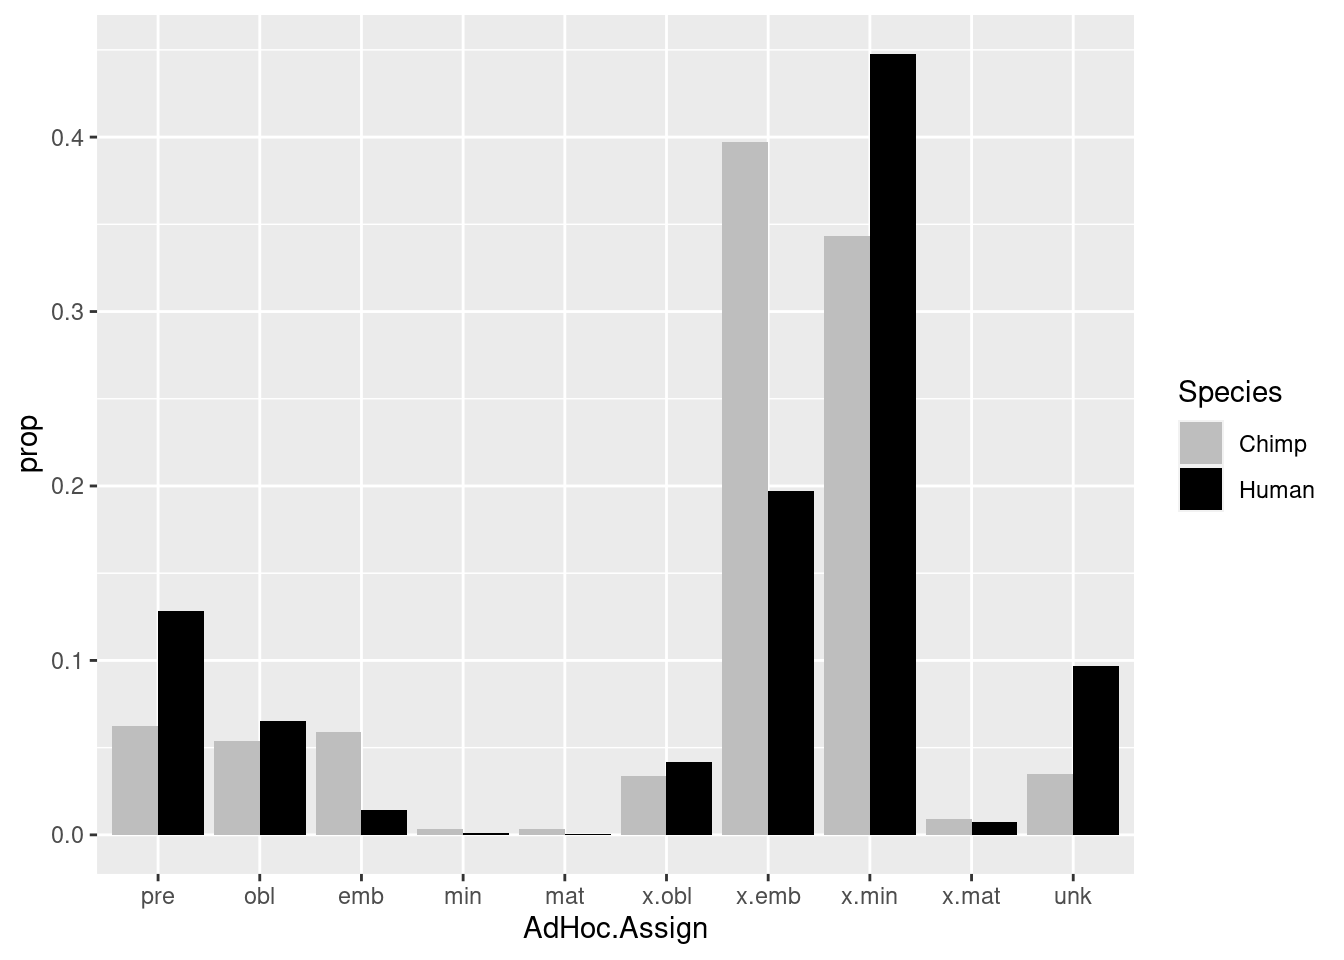 0.4
0.3
0.2
0.1
0.0
prop
pre obl emb min mat x.obl x.emb x.min x.mat unk
AdHoc.Assign
Species
Chimp
Human